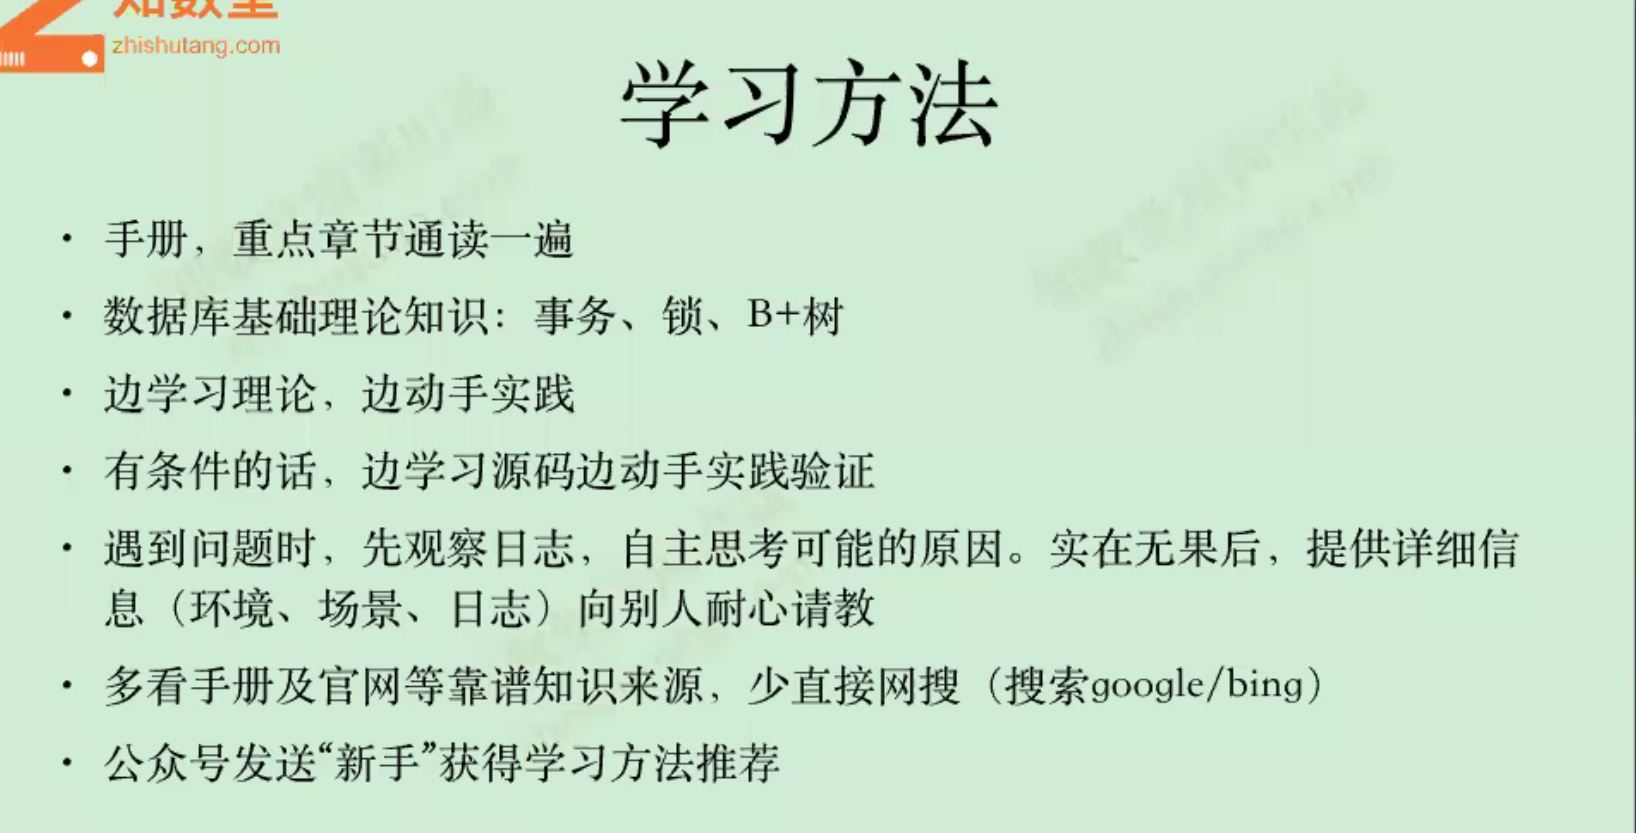 知数堂
zhishutang.com
学习方法
• 手册，重点章节通读一遍
• 数据库基础理论知识：事务、锁、B+树
• 边学习理论，边动手实践
• 有条件的话，边学习源码边动手实践验证
• 遇到问题时，先观察日志，自主思考可能的原因。实在无果后，提供详细信
息（环境、场景、日志）向别人耐心请教
• 多看手册及官网等靠谱知识来源，少直接网搜（搜索google/bing）
• 公众号发送“新手”获得学习方法推荐